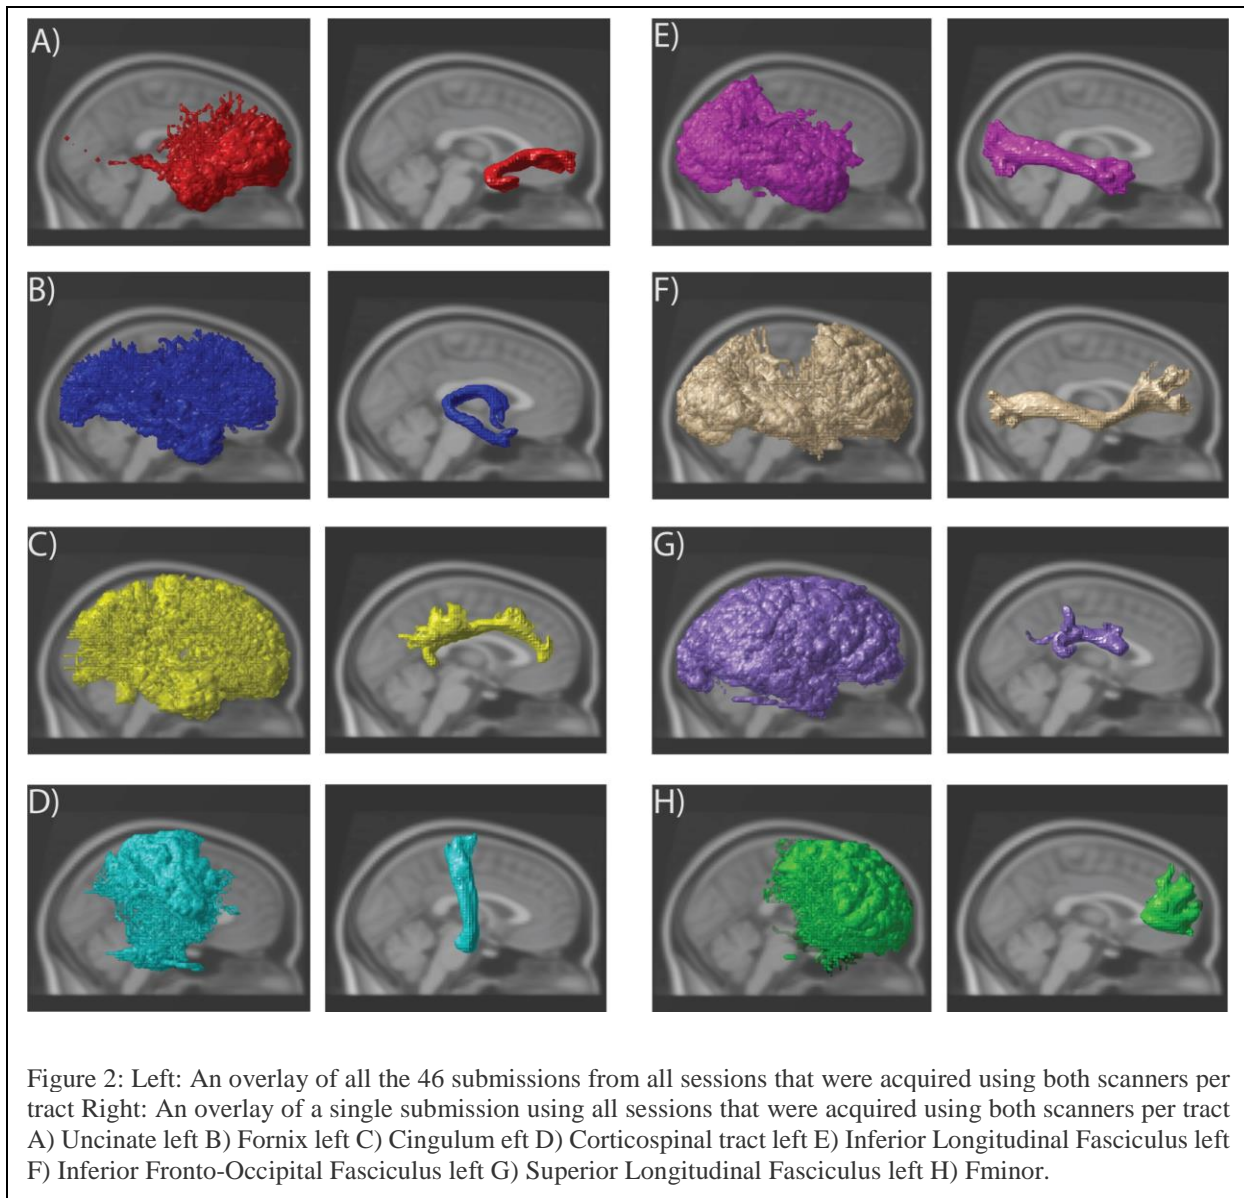 A)
E)
B)
F)
C)
G)
D)
H)
Figure 2: Left: An overlay of all the 46 submissions from all sessions that were acquired using both scanners per
tract Right: An overlay of a single submission using all sessions that were acquired using both scanners per tract
A) Uncinate left B) Fornix left C) Cingulum eft D) Corticospinal tract left E) Inferior Longitudinal Fasciculus left
F) Inferior Fronto-Occipital Fasciculus left G) Superior Longitudinal Fasciculus left H) Fminor.